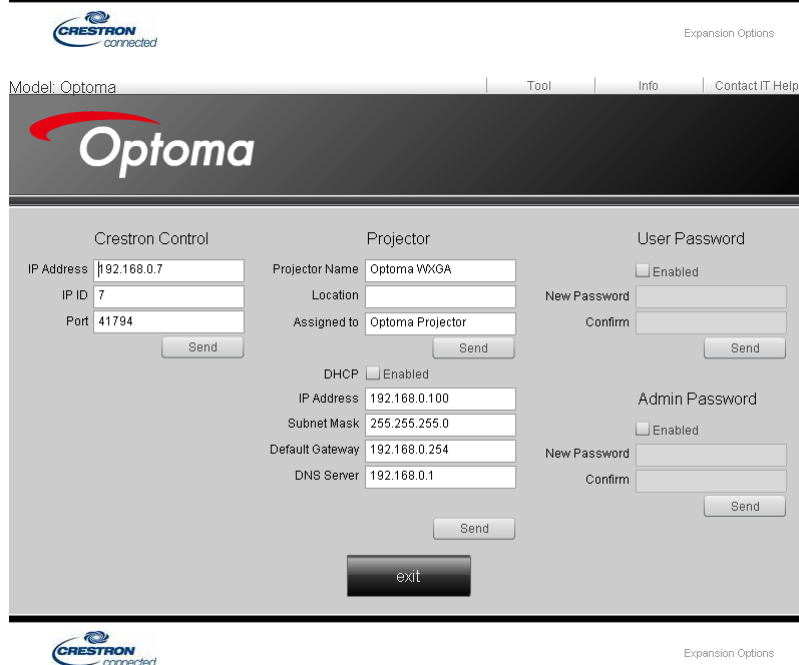 CRESTRON
connected
Expansion Options
Model: Optoma
Tool
Info
Contact IT Help
Optoma
Crestron Control
IP Address 192.168.0.7
IP ID 7
Port 41794
Send
Projector
Projector Name Optoma WXGA
Location
Assigned to Optoma Projector
Send
DHCP Enabled
IP Address 192.168.0.100
Subnet Mask 255.255.255.0
Default Gateway 192.168.0.254
DNS Server 192.168.0.1
Send
User Password
Enabled
New Password
Confirm
Send
Admin Password
Enabled
New Password
Confirm
Send
exit
CRESTRON
connected
Expansion Options